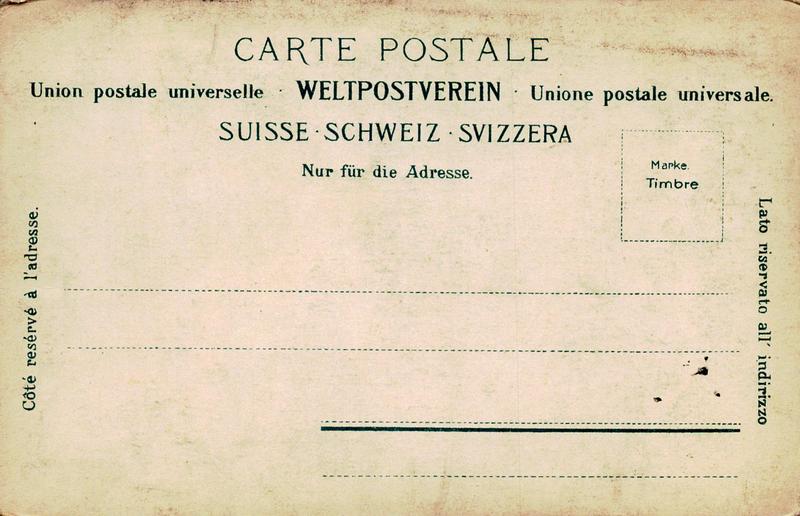 CARTE POSTALE
Union postale universelle · WELTPOSTVEREIN · Unione postale universale.
SUISSE · SCHWEIZ · SVIZZERA
Nur für die Adresse.
Marke.
Timbre
Côté resérvé à l'adresse.
Lato riservato all' indirizzo